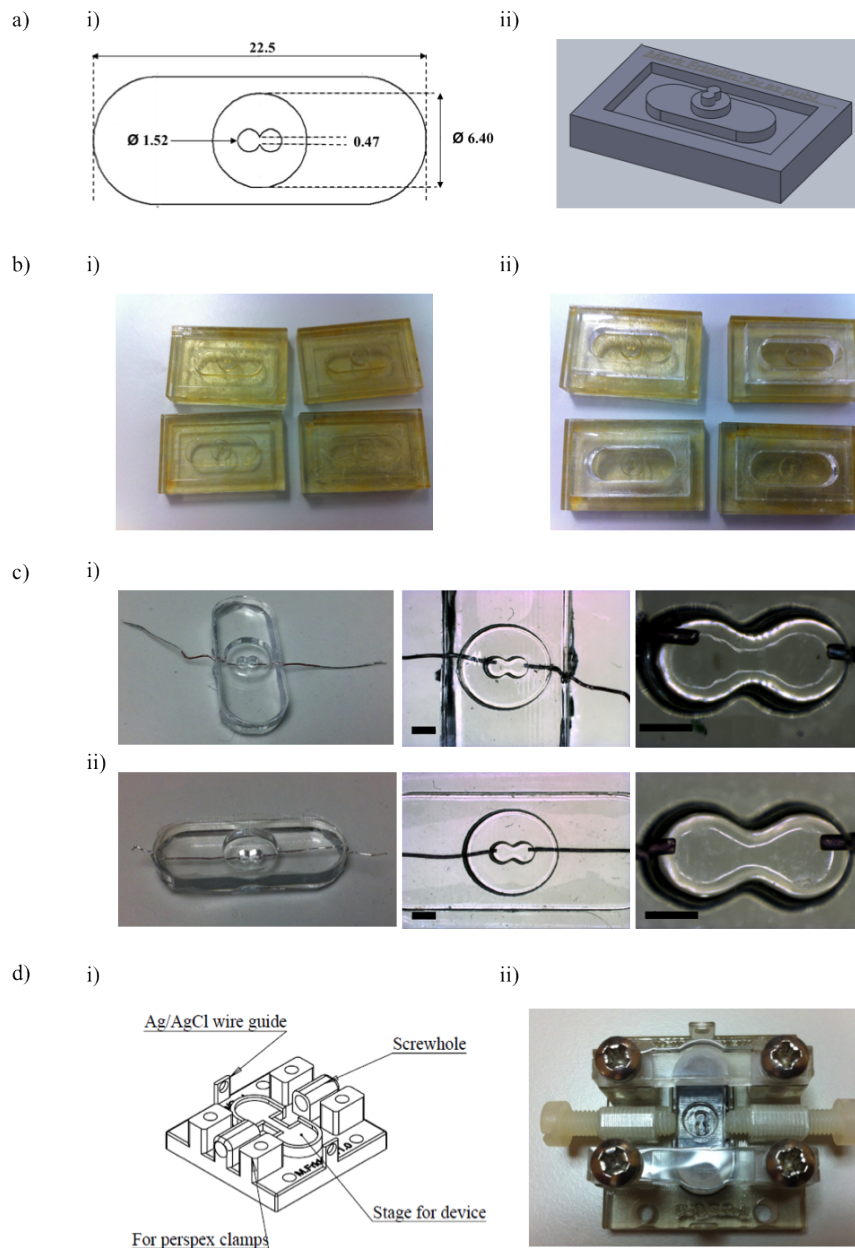 a)
i)
ii)
22.5
Ø 1.52
0.47
Ø 6.40
b)
i)
ii)
c)
i)
ii)
d)
i)
ii)
Ag/AgCl wire guide
Screwhole
Stage for device
For perspex clamps